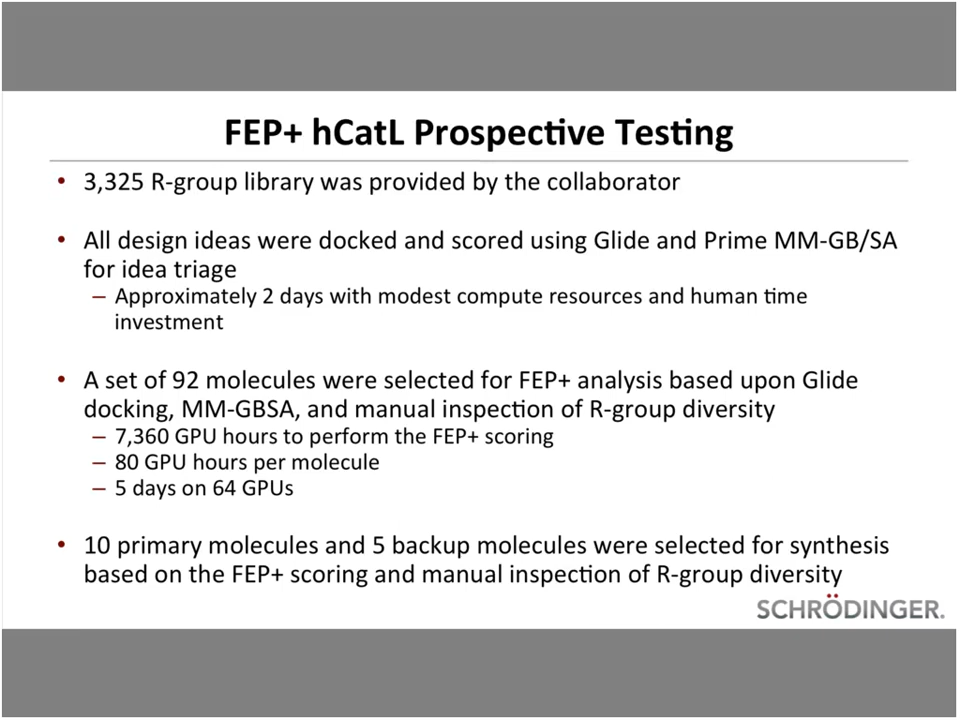 FEP+ hCatL Prospective Testing
• 3,325 R-group library was provided by the collaborator
• All design ideas were docked and scored using Glide and Prime MM-GB/SA
for idea triage
– Approximately 2 days with modest compute resources and human time
investment
• A set of 92 molecules were selected for FEP+ analysis based upon Glide
docking, MM-GBSA, and manual inspection of R-group diversity
– 7,360 GPU hours to perform the FEP+ scoring
– 80 GPU hours per molecule
– 5 days on 64 GPUs
• 10 primary molecules and 5 backup molecules were selected for synthesis
based on the FEP+ scoring and manual inspection of R-group diversity
SCHRÖDINGER.